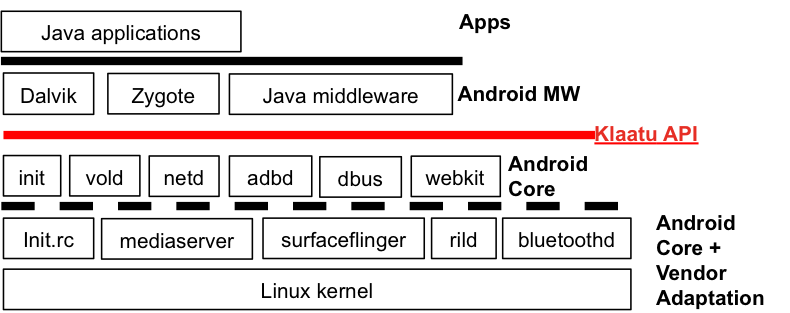 Java applications
Apps
Dalvik
Zygote
Java middleware
Android MW
Klaatu API
init
vold
netd
adbd
dbus
webkit
Android
Core
Init.rc
mediaserver
surfaceflinger
rild
bluetoothd
Android
Core +
Vendor
Adaptation
Linux kernel